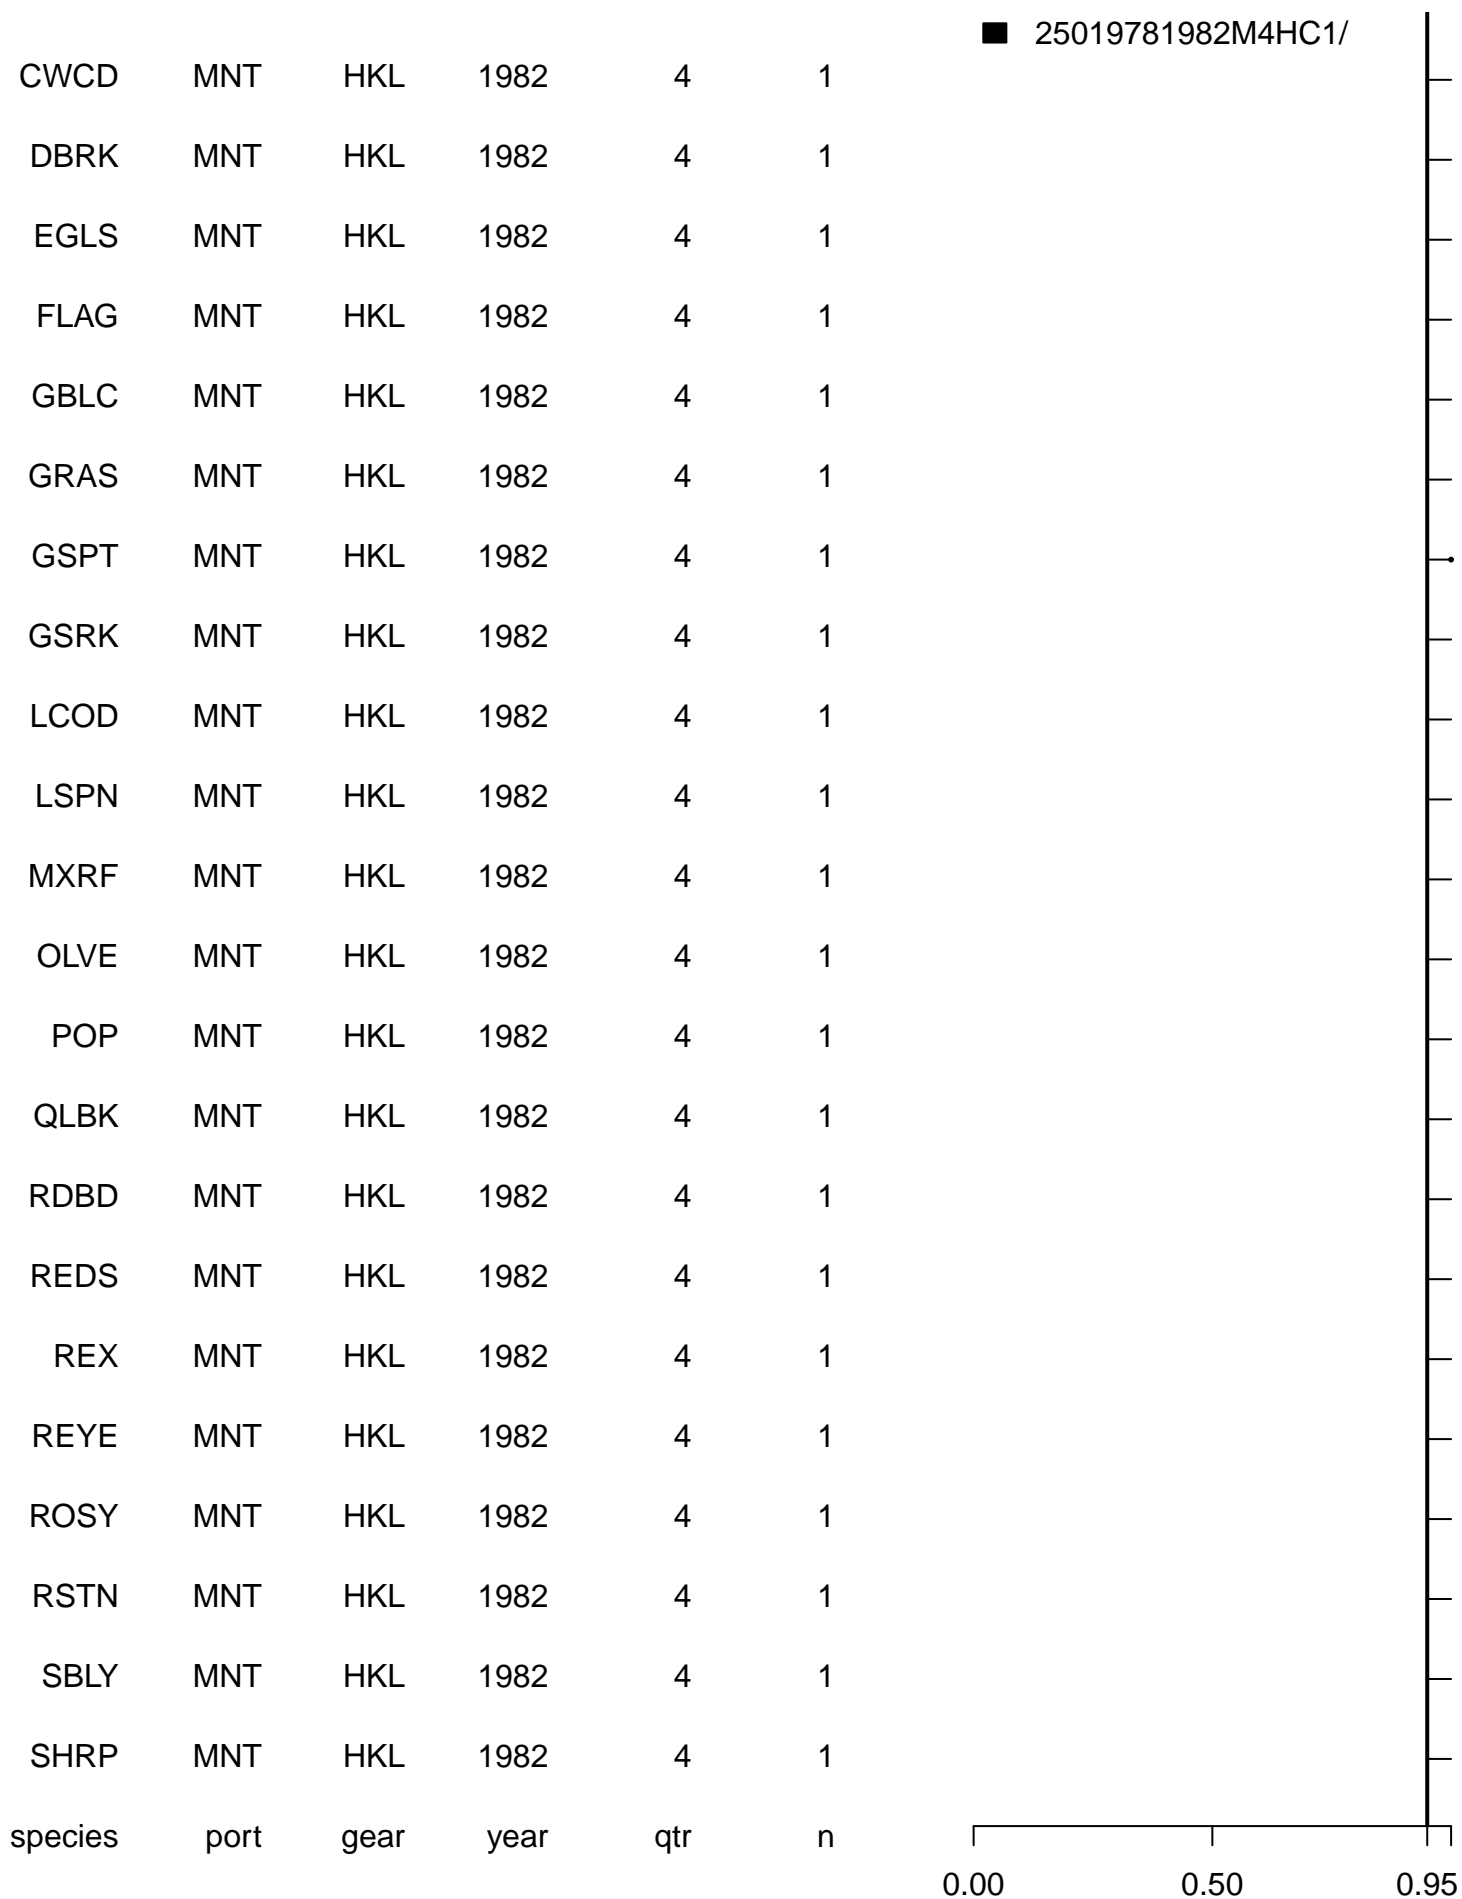 25019781982M4HC1/
CWCD MNT HKL 1982 4 1
DBRK MNT HKL 1982 4 1
EGLS MNT HKL 1982 4 1
FLAG MNT HKL 1982 4 1
GBLC MNT HKL 1982 4 1
GRAS MNT HKL 1982 4 1
GSPT MNT HKL 1982 4 1
GSRK MNT HKL 1982 4 1
LCOD MNT HKL 1982 4 1
LSPN MNT HKL 1982 4 1
MXRF MNT HKL 1982 4 1
OLVE MNT HKL 1982 4 1
POP MNT HKL 1982 4 1
QLBK MNT HKL 1982 4 1
RDBD MNT HKL 1982 4 1
REDS MNT HKL 1982 4 1
REX MNT HKL 1982 4 1
REYE MNT HKL 1982 4 1
ROSY MNT HKL 1982 4 1
RSTN MNT HKL 1982 4 1
SBLY MNT HKL 1982 4 1
SHRP MNT HKL 1982 4 1
species port gear year qtr n
0.00 0.50 0.95